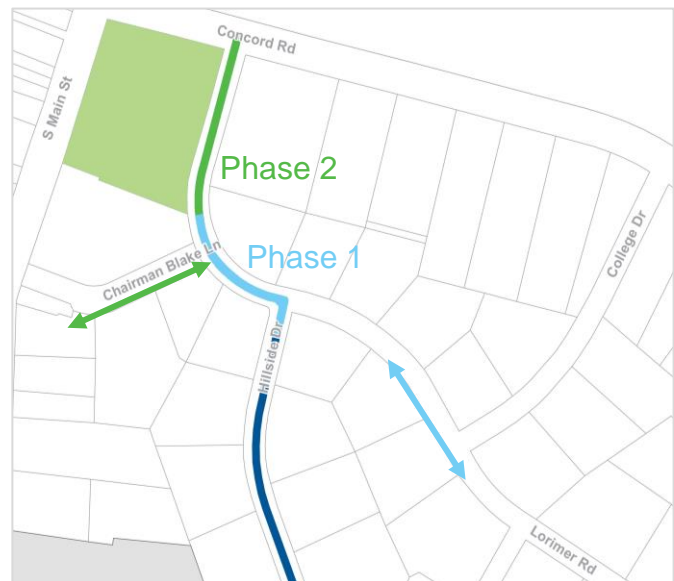 Concord Rd
S Main St
Phase 2
College Dr
Phase 1
Chairman Blake Ln
Hillside Dr
Lorimer Rd